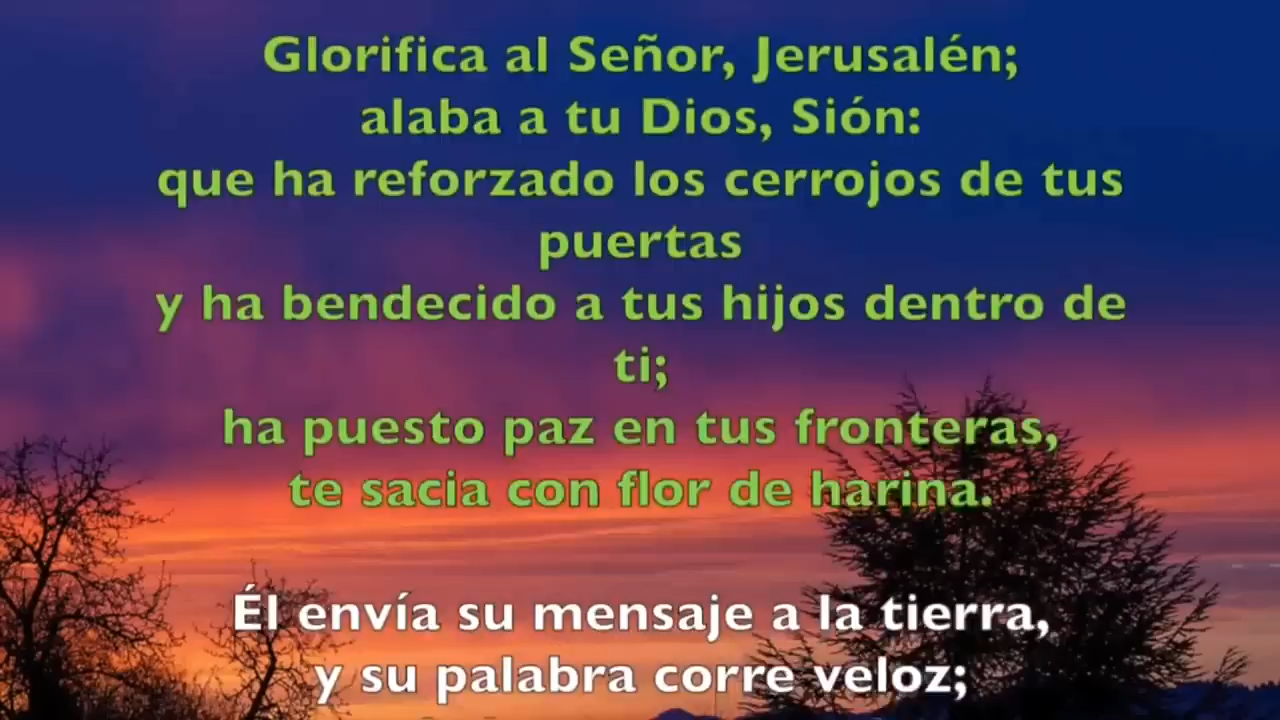 Glorifica al Señor, Jerusalén;
alaba a tu Dios, Sión:
que ha reforzado los cerrojos de tus
puertas
y ha bendecido a tus hijos dentro de
ti;
ha puesto paz en tus fronteras,
te sacia con flor de harina.
Él envía su mensaje a la tierra,
y su palabra corre veloz;